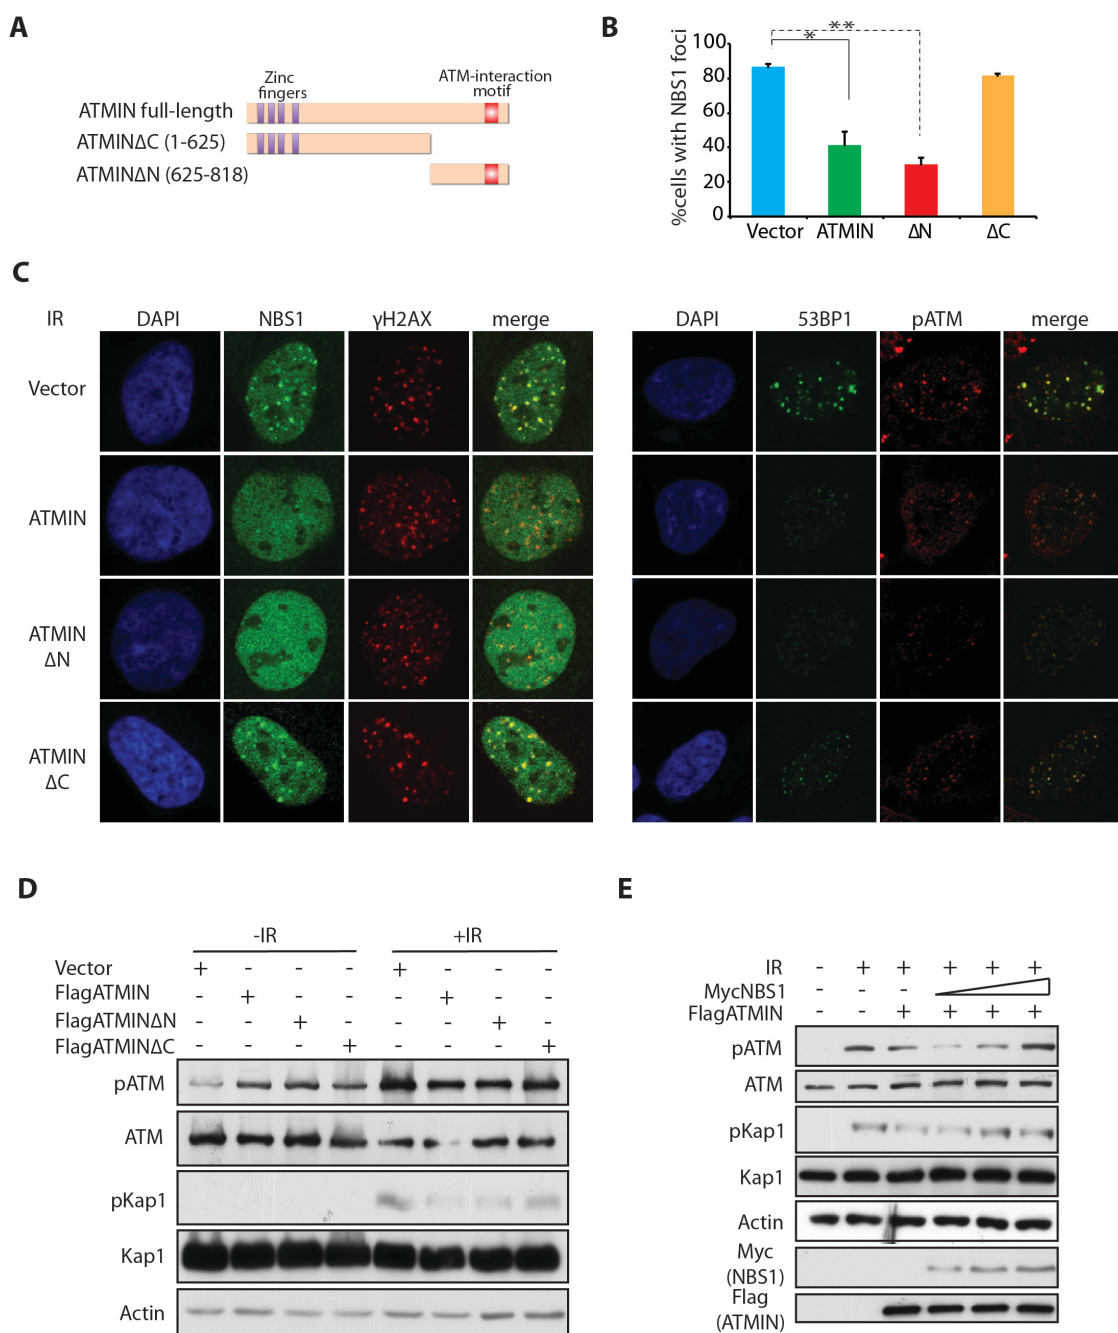 A
Zinc
fingers
ATM-interaction
motif
ATMIN full-length
ATMINΔC (1-625)
ATMINΔN (625-818)
B
%cells with NBS1 foci
100
80
60
40
20
0
*
**
Vector ATMIN ΔN ΔC
C
IR DAPI NBS1 γH2AX merge DAPI 53BP1 pATM merge
Vector
ATMIN
ATMIN
ΔN
ATMIN
ΔC
D
-IR +IR
Vector + - - - + - - -
FlagATMIN - + - - - + - -
FlagATMINΔN - - + - - - + -
FlagATMINΔC - - - + - - - +
pATM
ATM
pKap1
Kap1
Actin
E
IR - + + + + +
MycNBS1 - - -
FlagATMIN - - + + + +
pATM
ATM
pKap1
Kap1
Actin
Myc
(NBS1)
Flag
(ATMIN)